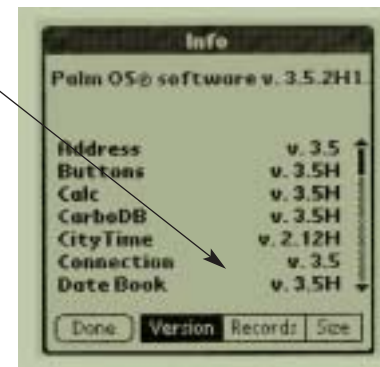 Info
Palm OS® software v. 3.5.2H1
Address v. 3.5
Buttons v. 3.5H
Calc v. 3.5H
CarboDB v. 3.5H
CityTime v. 2.12H
Connection v. 3.5
Date Book v. 3.5H
Done Version Records Size